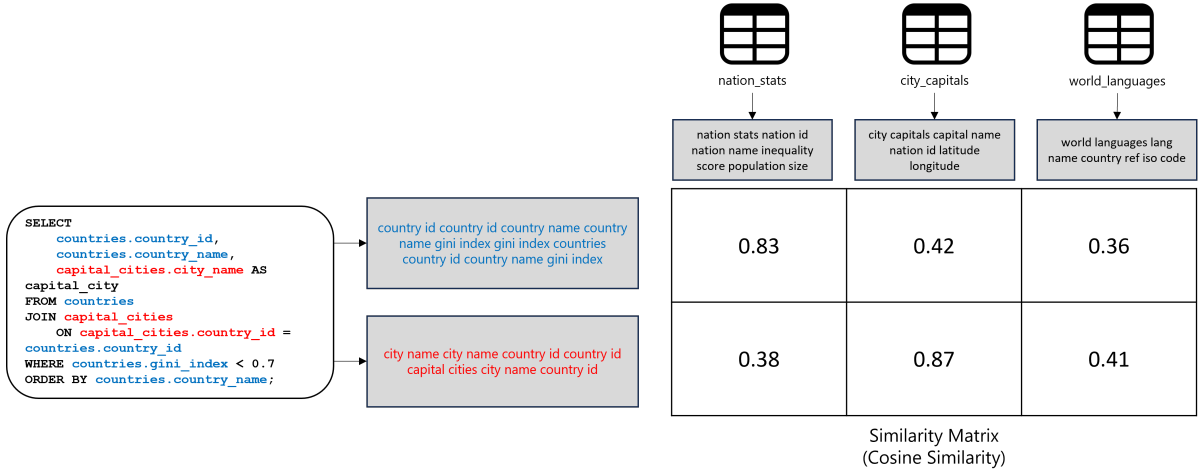 nation_stats
city_capitals
world_languages
nation stats nation id
nation name inequality
score population size
city capitals capital name
nation id latitude
longitude
world languages lang
name country ref iso code
SELECT
countries.country_id,
countries.country_name,
capital_cities.city_name AS
capital_city
FROM countries
JOIN capital_cities
ON capital_cities.country_id =
countries.country_id
WHERE countries.gini_index < 0.7
ORDER BY countries.country_name;
country id country id country name country
name gini index gini index countries
country id country name gini index
city name city name country id country id
capital cities city name country id
0.83
0.42
0.36
0.38
0.87
0.41
Similarity Matrix
(Cosine Similarity)